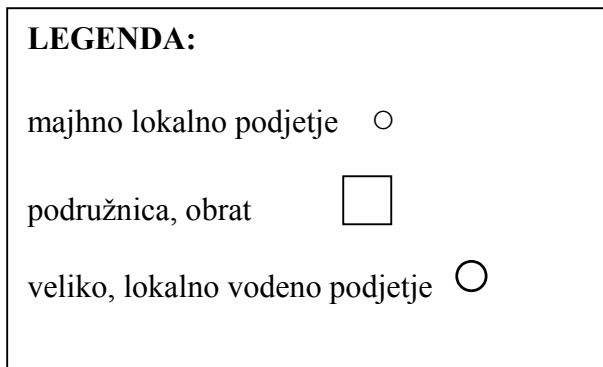 LEGENDA:
majhno lokalno podjetje
podružnica, obrat
veliko, lokalno vodeno podjetje